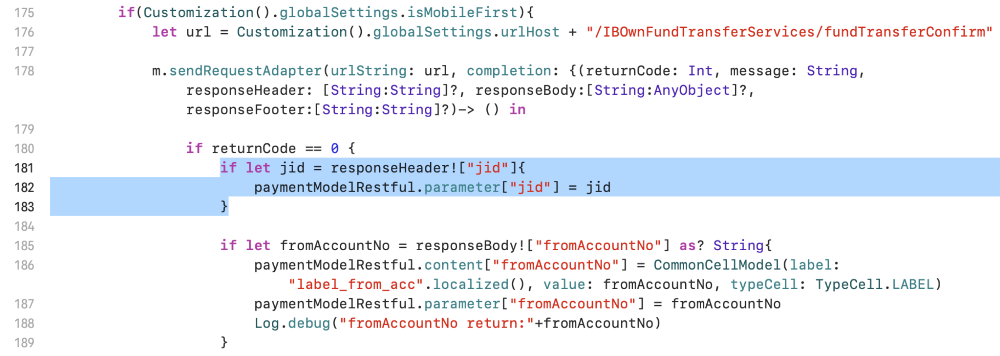 175 if(Customization().globalSettings.isMobileFirst){
176 let url = Customization().globalSettings.urlHost + "/IBOwnFundTransferServices/fundTransferConfirm"
177
178 m.sendRequestAdapter(urlString: url, completion: {(returnCode: Int, message: String,
responseHeader: [String:String]?, responseBody:[String:AnyObject]?,
responseFooter:[String:String]?)-> () in
179
180 if returnCode == 0 {
181 if let jid = responseHeader!["jid"]{
182 paymentModelRestful.parameter["jid"] = jid
183 }
184
185 if let fromAccountNo = responseBody!["fromAccountNo"] as? String{
186 paymentModelRestful.content["fromAccountNo"] = CommonCellModel(label:
"label_from_acc".localized(), value: fromAccountNo, typeCell: TypeCell.LABEL)
187 paymentModelRestful.parameter["fromAccountNo"] = fromAccountNo
188 Log.debug("fromAccountNo return:"+fromAccountNo)
189 }